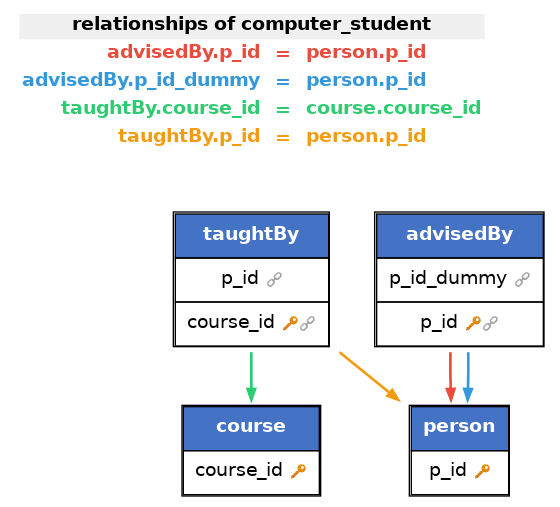 relationships of computer_student
advisedBy.p_id = person.p_id
advisedBy.p_id_dummy = person.p_id
taughtBy.course_id = course.course_id
taughtBy.p_id = person.p_id
taughtBy
p_id
course_id
advisedBy
p_id_dummy
p_id
course
course_id
person
p_id